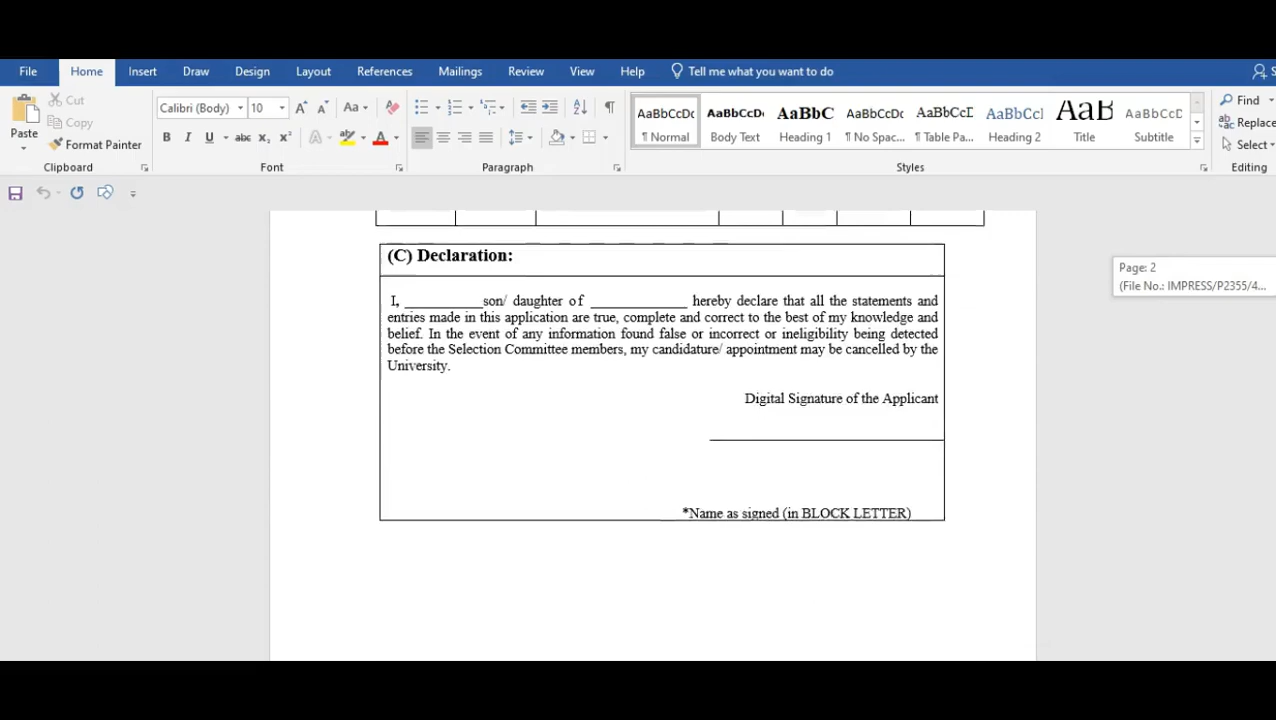 File Home Insert Draw Design Layout References Mailings Review View Help Tell me what you want to do
Paste Cut Copy Format Painter
Clipboard
Calibri (Body) 10 Aa
B I U abc X₂ X² A A
Font
Paragraph
AaBbCcDc AaBbCcDc AaBbC AaBbCcDc AaBbCcI AaBbCcl AaB AaBbCcD
¶ Normal Body Text Heading 1 ¶ No Spac... ¶ Table Pa... Heading 2 Title Subtitle
Styles
Find
Replace
Select
Editing
Page: 2
(File No.: IMPRESS/P2355/4...
(C) Declaration:
I, ___________son/ daughter of _____________ hereby declare that all the statements and
entries made in this application are true, complete and correct to the best of my knowledge and
belief. In the event of any information found false or incorrect or ineligibility being detected
before the Selection Committee members, my candidature/ appointment may be cancelled by the
University.
Digital Signature of the Applicant
*Name as signed (in BLOCK LETTER)